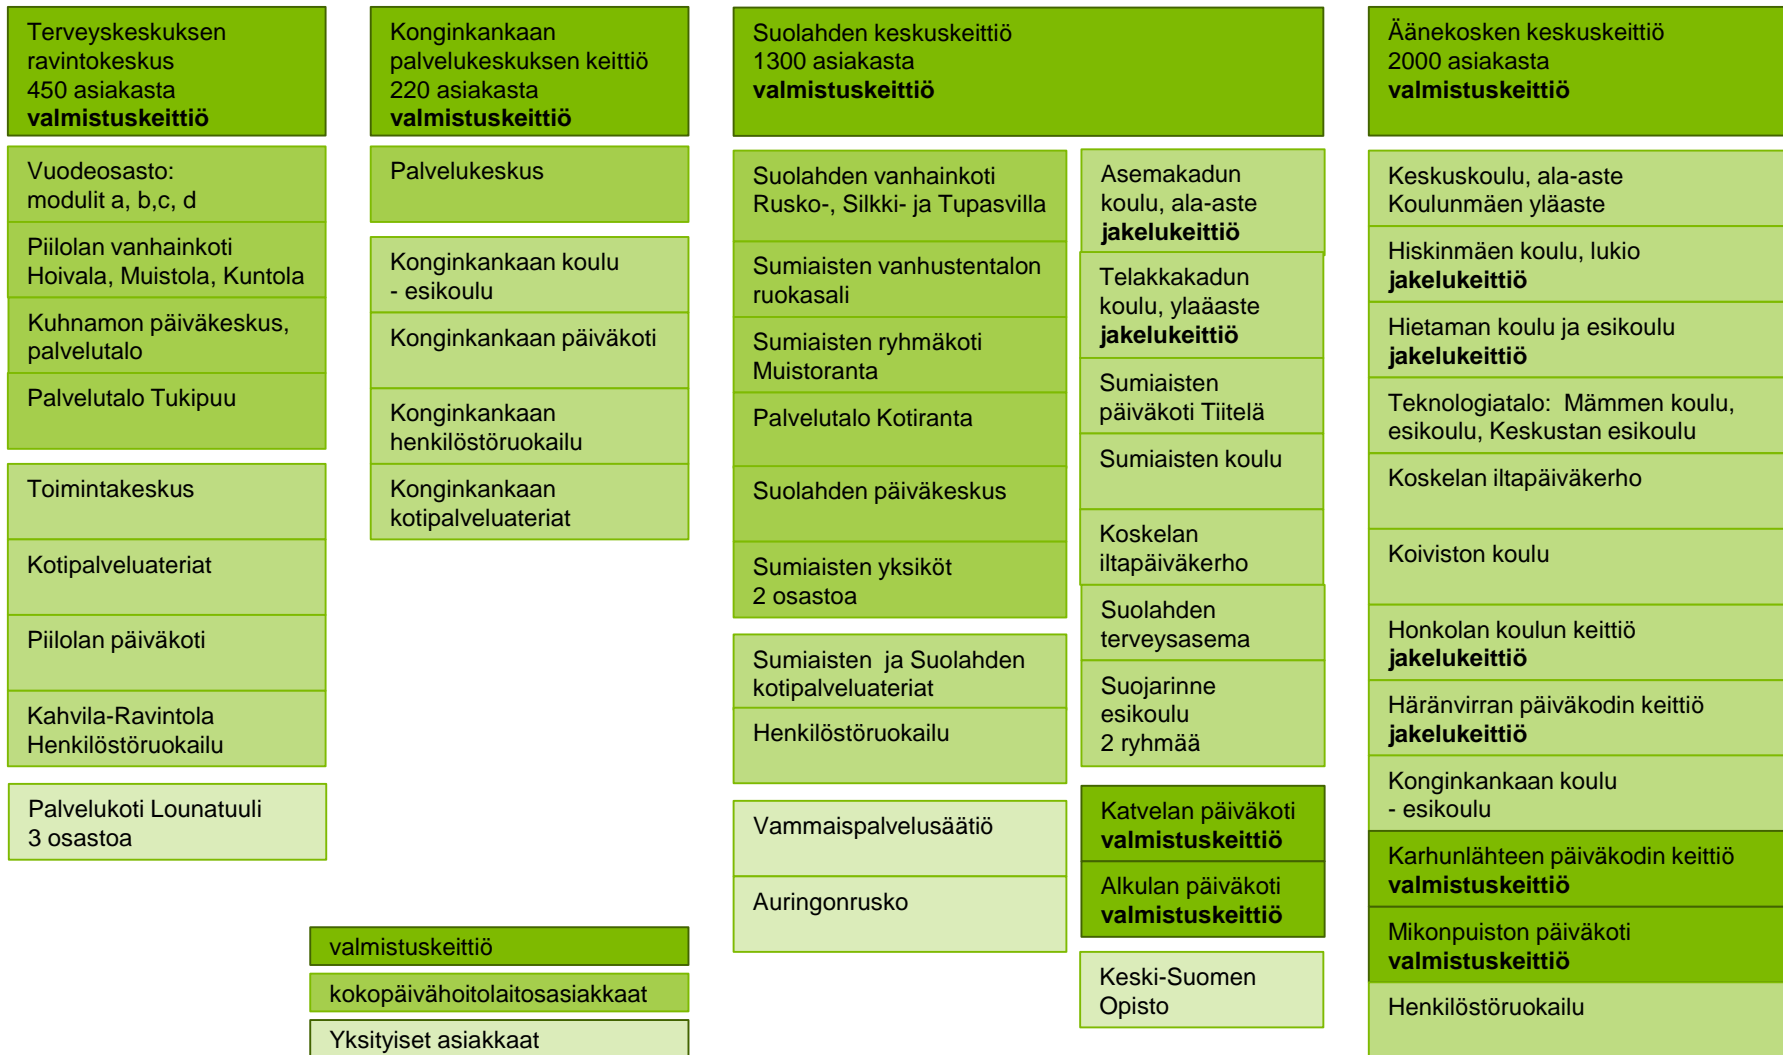 Terveyskeskuksen
ravintokeskus
450 asiakasta
valmistuskeittiö
Vuodeosasto:
modulit a, b,c, d
Piilolan vanhainkoti
Hoivala, Muistola, Kuntola
Kuhnamon päiväkeskus,
palvelutalo
Palvelutalo Tukipuu
Toimintakeskus
Kotipalveluateriat
Piilolan päiväkoti
Kahvila-Ravintola
Henkilöstöruokailu
Palvelukoti Lounatuuli
3 osastoa
Konginkankaan
palvelukeskuksen keittiö
220 asiakasta
valmistuskeittiö
Palvelukeskus
Konginkankaan koulu
- esikoulu
Konginkankaan päiväkoti
Konginkankaan
henkilöstöruokailu
Konginkankaan
kotipalveluateriat
Suolahden keskuskeittiö
1300 asiakasta
valmistuskeittiö
Suolahden vanhainkoti
Rusko-, Silkki- ja Tupasvilla
Sumiaisten vanhustentalon
ruokasali
Sumiaisten ryhmäkoti
Muistoranta
Palvelutalo Kotiranta
Suolahden päiväkeskus
Sumiaisten yksiköt
2 osastoa
Sumiaisten  ja Suolahden
kotipalveluateriat
Henkilöstöruokailu
Vammaispalvelusäätiö
Auringonrusko
Asemakadun
koulu, ala-aste
jakelukeittiö
Telakkakadun
koulu, ylaäaste
jakelukeittiö
Sumiaisten
päiväkoti Tiitelä
Sumiaisten koulu
Koskelan
iltapäiväkerho
Suolahden
terveysasema
Suojarinne
esikoulu
2 ryhmää
Katvelan päiväkoti
valmistuskeittiö
Alkulan päiväkoti
valmistuskeittiö
Keski-Suomen
Opisto
Äänekosken keskuskeittiö
2000 asiakasta
valmistuskeittiö
Keskuskoulu, ala-aste
Koulunmäen yläaste
Hiskinmäen koulu, lukio
jakelukeittiö
Hietaman koulu ja esikoulu
jakelukeittiö
Teknologiatalo:  Mämmen koulu,
esikoulu, Keskustan esikoulu
Koskelan iltapäiväkerho
Koiviston koulu
Honkolan koulun keittiö
jakelukeittiö
Häränvirran päiväkodin keittiö
jakelukeittiö
Konginkankaan koulu
- esikoulu
Karhunlähteen päiväkodin keittiö
valmistuskeittiö
Mikonpuiston päiväkoti
valmistuskeittiö
Henkilöstöruokailu
valmistuskeittiö
kokopäivähoitolaitosasiakkaat
Yksityiset asiakkaat